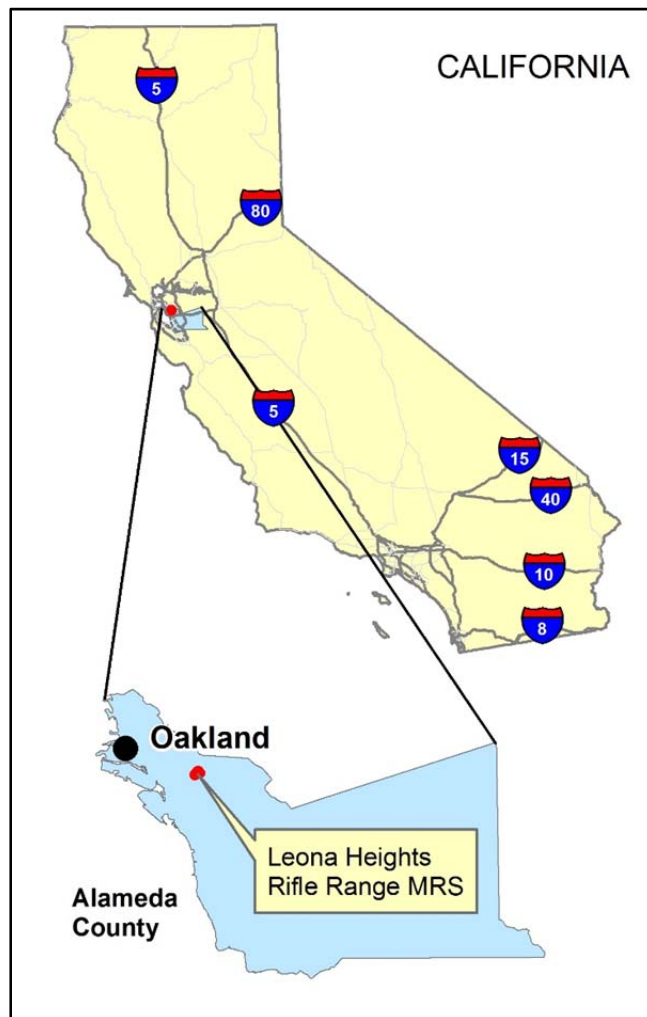 CALIFORNIA
5
80
5
15
40
10
8
Oakland
Leona Heights
Rifle Range MRS
Alameda
County